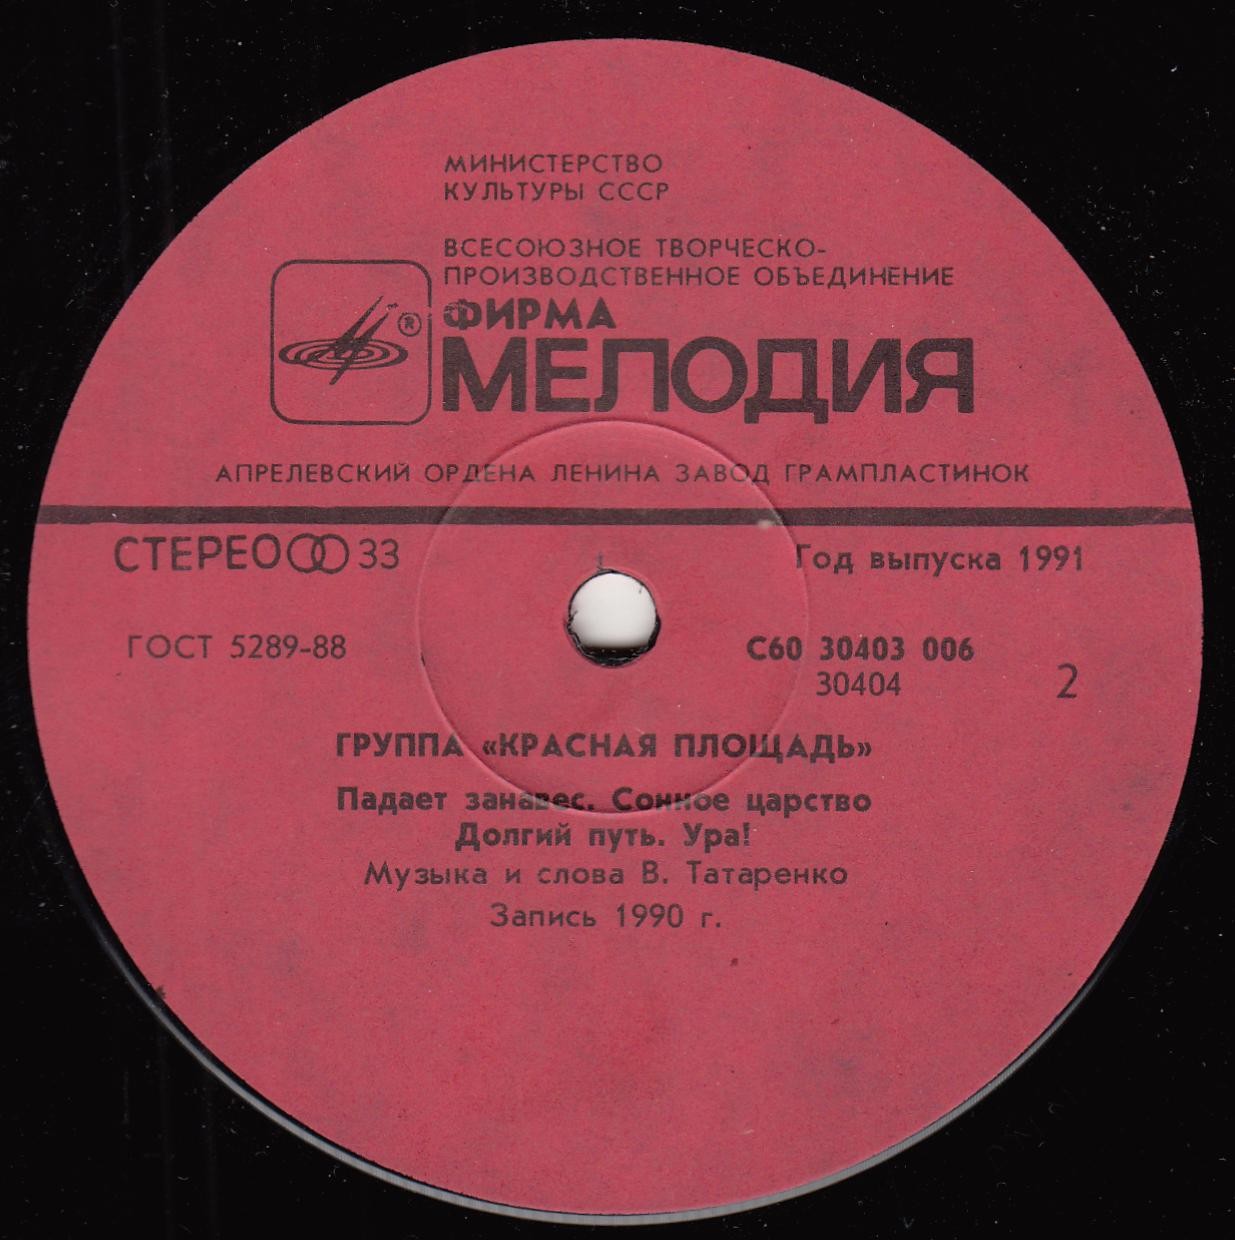 МИНИСТЕРСТВО
КУЛЬТУРЫ СССР
ВСЕСОЮЗНОЕ ТВОРЧЕСКО-
ПРОИЗВОДСТВЕННОЕ ОБЪЕДИНЕНИЕ
®
ФИРМА
МЕЛОДИЯ
АПРЕЛЕВСКИЙ ОРДЕНА ЛЕНИНА ЗАВОД ГРАМПЛАСТИНОК
СТЕРЕО 33
Год выпуска 1991
ГОСТ 5289-88
С60 30403 006
30404
2
ГРУППА «КРАСНАЯ ПЛОЩАДЬ»
Падает занавес. Сонное царство
Долгий путь. Ура!
Музыка и слова В. Татаренко
Запись 1990 г.